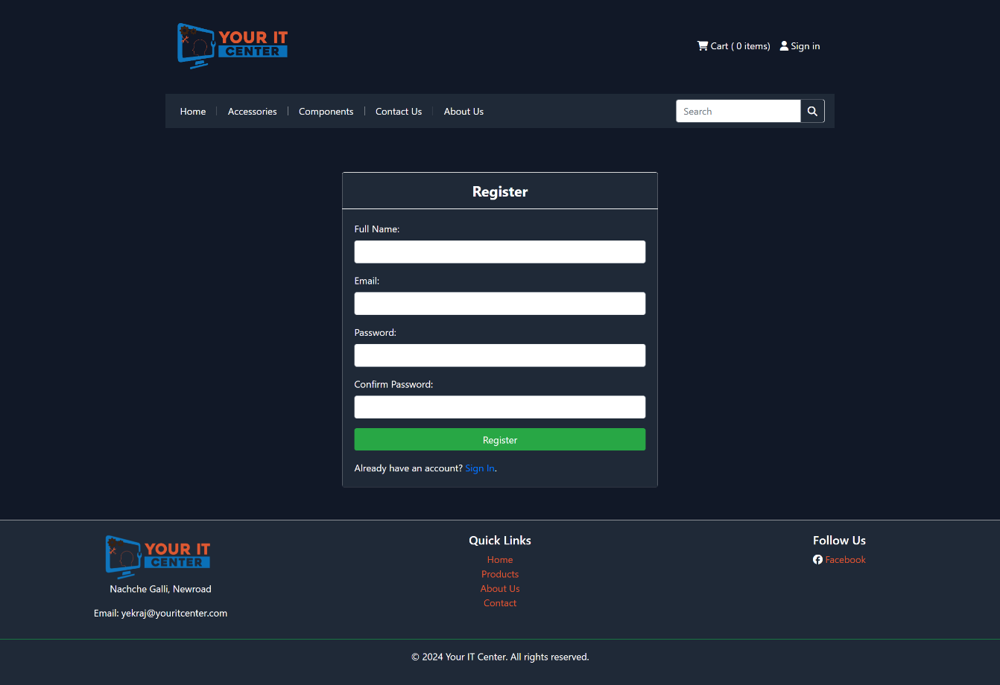 YOUR IT
CENTER
Cart ( 0 items) Sign in
Home Accessories Components Contact Us About Us Search
Register
Full Name:
Email:
Password:
Confirm Password:
Register
Already have an account? Sign In.
YOUR IT
CENTER
Nachche Galli, Newroad
Email: yekraj@youritcenter.com
Quick Links
Home
Products
About Us
Contact
Follow Us
Facebook
© 2024 Your IT Center. All rights reserved.